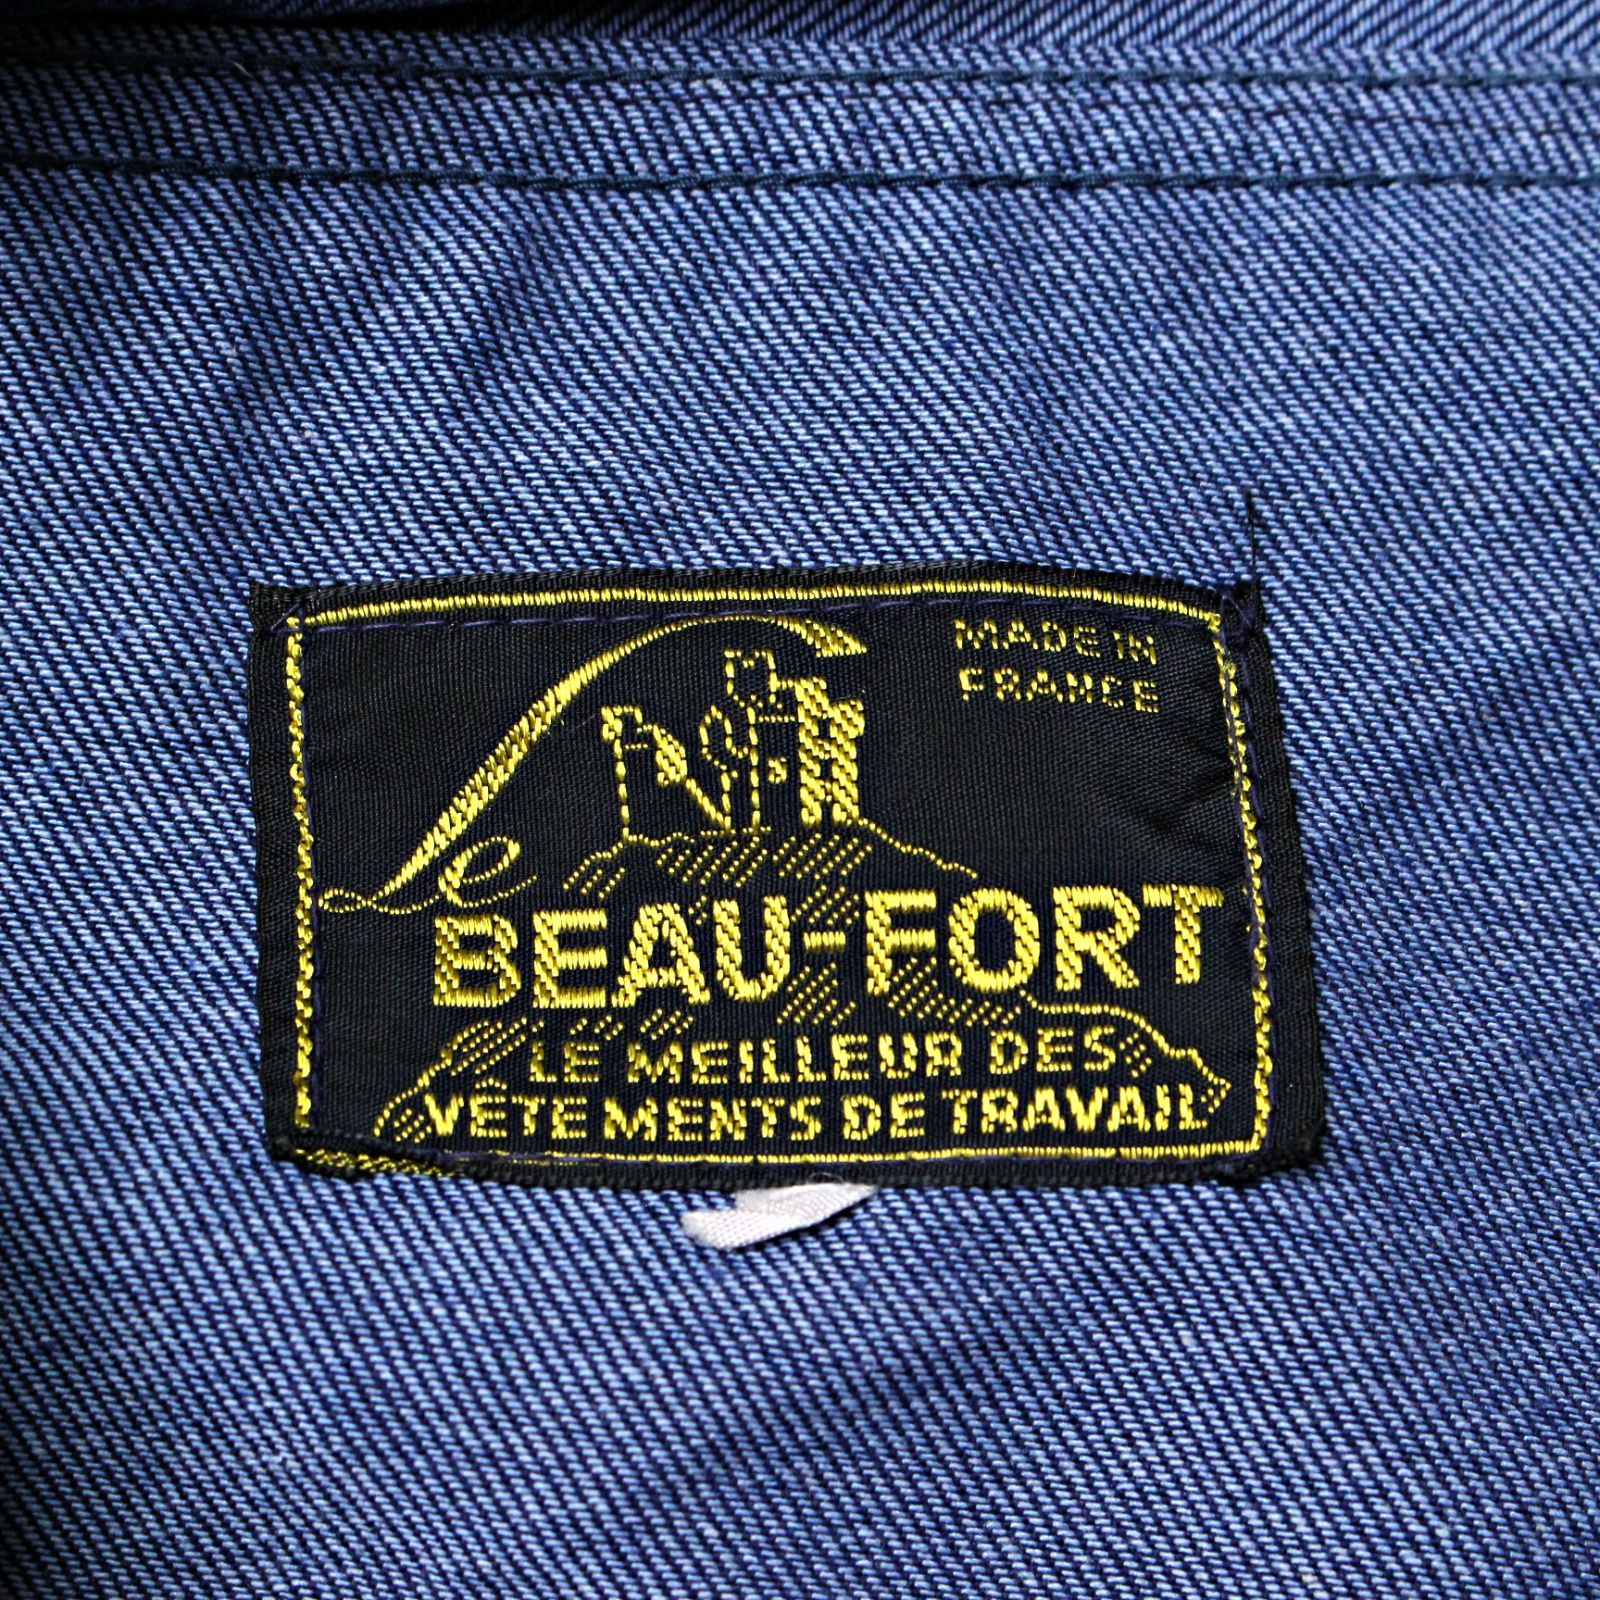 MADE IN
FRANCE
Le
BEAU-FORT
LE MEILLEUR DES
VÊTEMENTS DE TRAVAIL